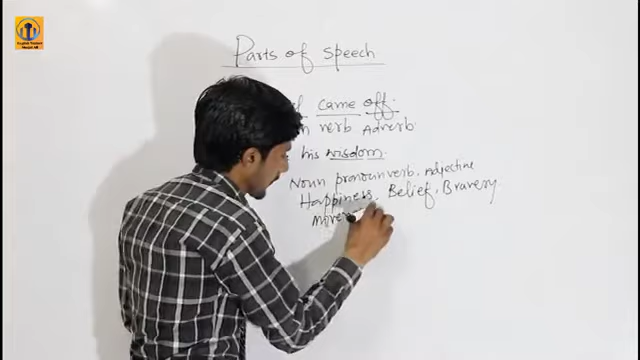 Parts of speech
came off.
verb Adverb.
his wisdom.
Noun pronoun verb, Adjective
Happiness, Belief, Bravery